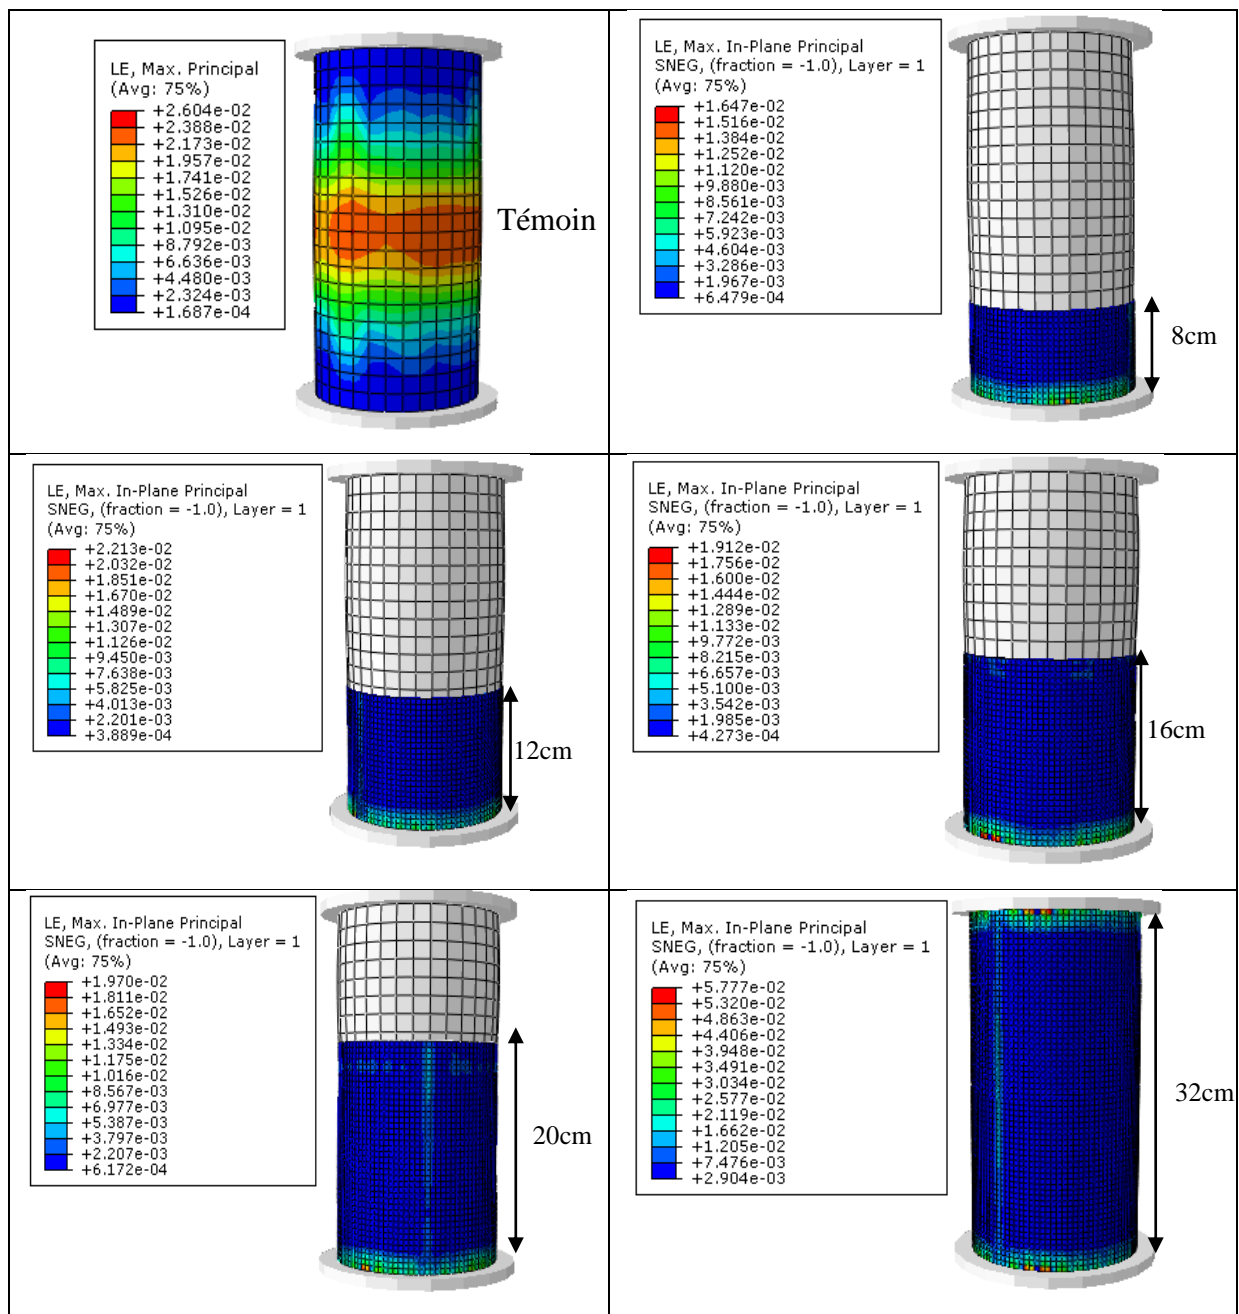 LE, Max. Principal
(Avg: 75%)
+2.604e-02
+2.388e-02
+2.173e-02
+1.957e-02
+1.741e-02
+1.526e-02
+1.310e-02
+1.095e-02
+8.792e-03
+6.636e-03
+4.480e-03
+2.324e-03
+1.687e-04
Témoin
LE, Max. In-Plane Principal
SNEG, (fraction = -1.0), Layer = 1
(Avg: 75%)
+1.647e-02
+1.516e-02
+1.384e-02
+1.252e-02
+1.120e-02
+9.880e-03
+8.561e-03
+7.242e-03
+5.923e-03
+4.604e-03
+3.286e-03
+1.967e-03
+6.479e-04
8cm
LE, Max. In-Plane Principal
SNEG, (fraction = -1.0), Layer = 1
(Avg: 75%)
+2.213e-02
+2.032e-02
+1.851e-02
+1.670e-02
+1.489e-02
+1.307e-02
+1.126e-02
+9.450e-03
+7.638e-03
+5.825e-03
+4.013e-03
+2.201e-03
+3.889e-04
12cm
LE, Max. In-Plane Principal
SNEG, (fraction = -1.0), Layer = 1
(Avg: 75%)
+1.912e-02
+1.756e-02
+1.600e-02
+1.444e-02
+1.289e-02
+1.133e-02
+9.772e-03
+8.215e-03
+6.657e-03
+5.100e-03
+3.542e-03
+1.985e-03
+4.273e-04
16cm
LE, Max. In-Plane Principal
SNEG, (fraction = -1.0), Layer = 1
(Avg: 75%)
+1.970e-02
+1.811e-02
+1.652e-02
+1.493e-02
+1.334e-02
+1.175e-02
+1.016e-02
+8.567e-03
+6.977e-03
+5.387e-03
+3.797e-03
+2.207e-03
+6.172e-04
20cm
LE, Max. In-Plane Principal
SNEG, (fraction = -1.0), Layer = 1
(Avg: 75%)
+5.777e-02
+5.320e-02
+4.863e-02
+4.406e-02
+3.948e-02
+3.491e-02
+3.034e-02
+2.577e-02
+2.119e-02
+1.662e-02
+1.205e-02
+7.476e-03
+2.904e-03
32cm